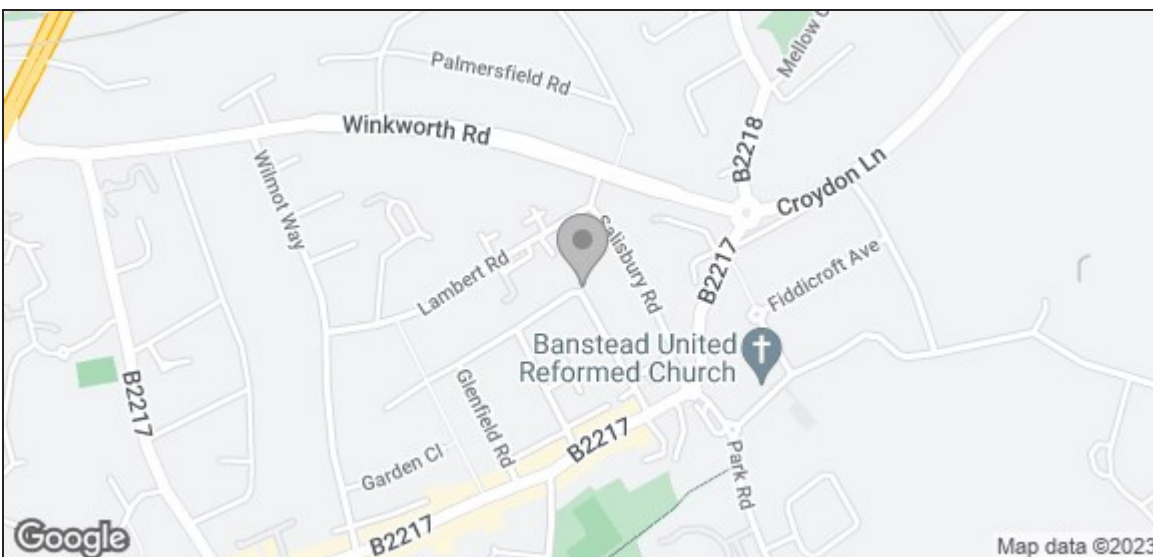 Palmersfield Rd
Mellow C
Winkworth Rd
B2218
Croydon Ln
Wilmot Way
Salisbury Rd
Lambert Rd
B2217
Fiddicroft Ave
Banstead United
Reformed Church
B2217
Glenfield Rd
Garden Cl
B2217
Park Rd
B2217
Google
Map data ©2023